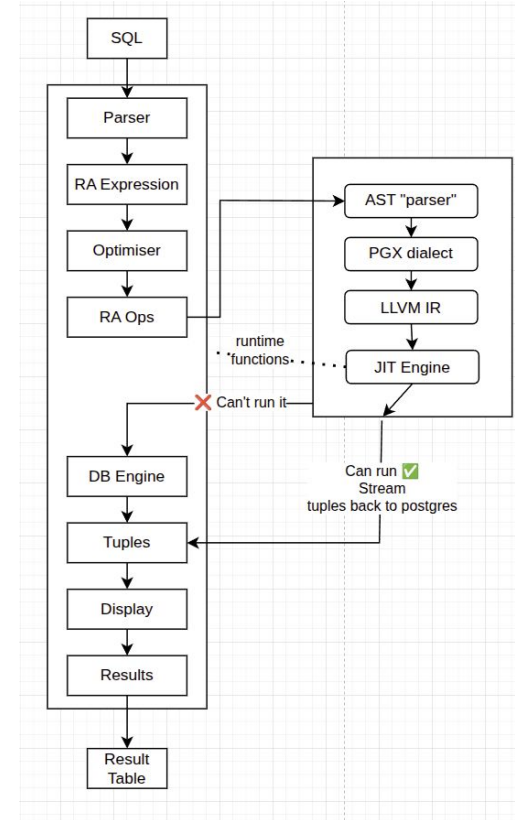 SQL
Parser
RA Expression
Optimiser
RA Ops
AST "parser"
PGX dialect
LLVM IR
JIT Engine
runtime
functions
❌ Can't run it
Can run ✅
Stream
tuples back to postgres
DB Engine
Tuples
Display
Results
Result
Table